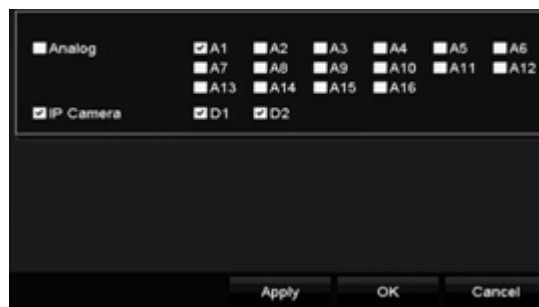 Analog A1 A2 A3 A4 A5 A6
A7 A8 A9 A10 A11 A12
A13 A14 A15 A16
IP Camera D1 D2
Apply OK Cancel